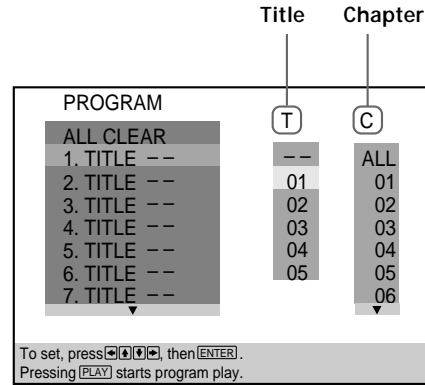 Title Chapter
PROGRAM
T C
ALL CLEAR
1. TITLE – – – – ALL
2. TITLE – – 01 01
3. TITLE – – 02 02
4. TITLE – – 03 03
5. TITLE – – 04 04
6. TITLE – – 05 05
7. TITLE – – 06
To set, press ←↑↓→, then ENTER.
Pressing PLAY starts program play.